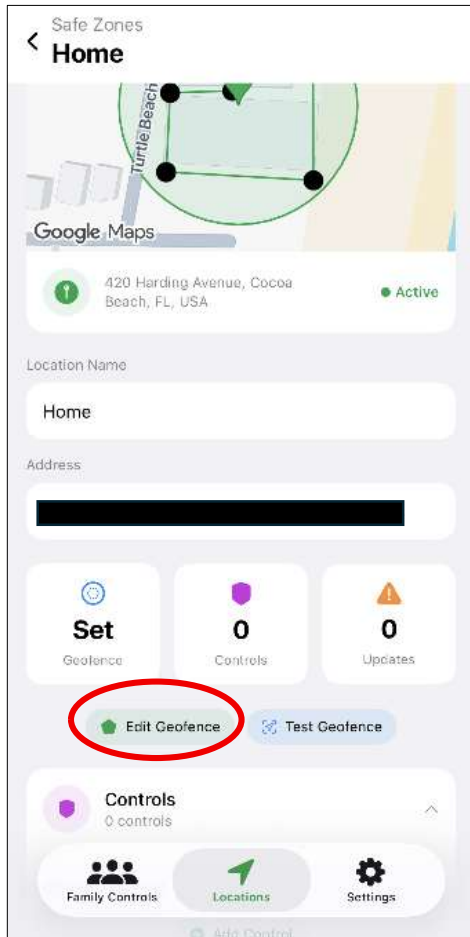 Safe Zones
Home
Turtle Beach
Google Maps
420 Harding Avenue, Cocoa
Beach, FL, USA
Active
Location Name
Home
Address
Set
0
0
Geofence
Controls
Updates
Edit Geofence
Test Geofence
Controls
0 controls
Family Controls
Locations
Settings
Add Control